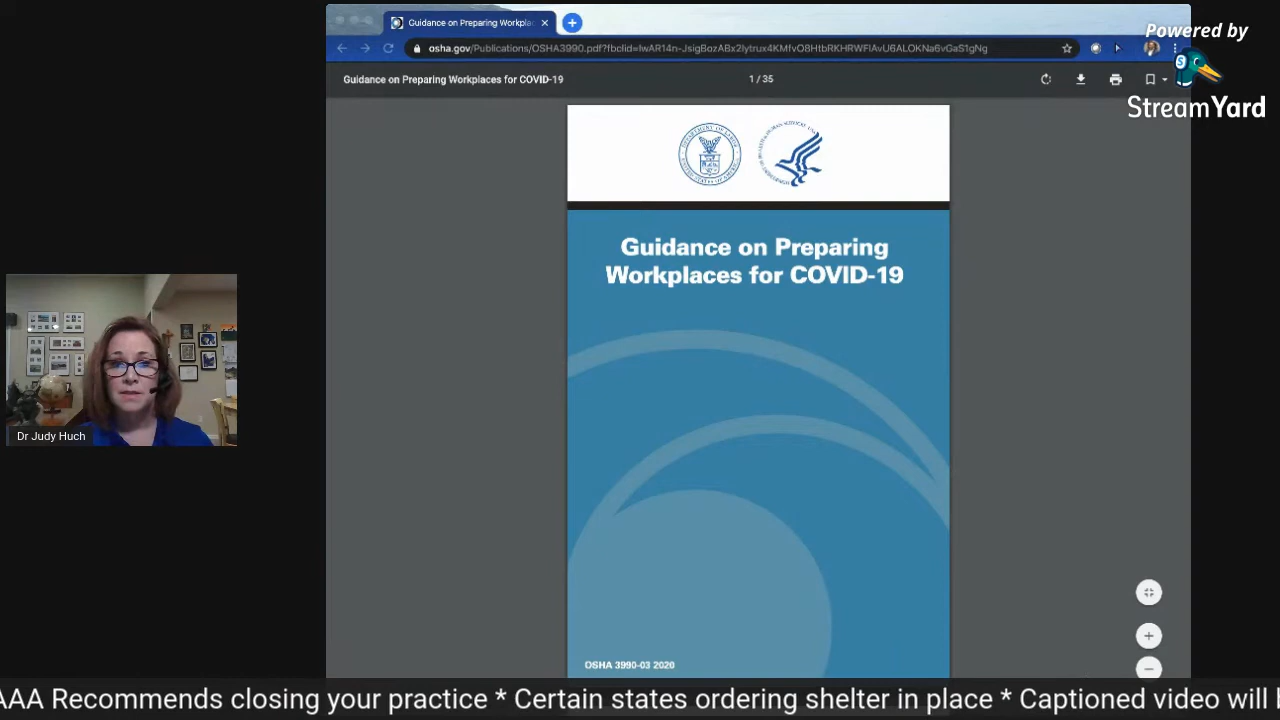 Guidance on Preparing Workpla
osha.gov/Publications/OSHA3990.pdf?fbclid=IwAR14n-JsigBozABx2Iytrux4KMfvO8HtbRKHRWFlAvU6ALOKNa6vGaS1gNg
Powered by
StreamYard
Guidance on Preparing Workplaces for COVID-19
1 / 35
Guidance on Preparing
Workplaces for COVID-19
Dr Judy Huch
OSHA 3990-03 2020
AAA Recommends closing your practice * Certain states ordering shelter in place * Captioned video will